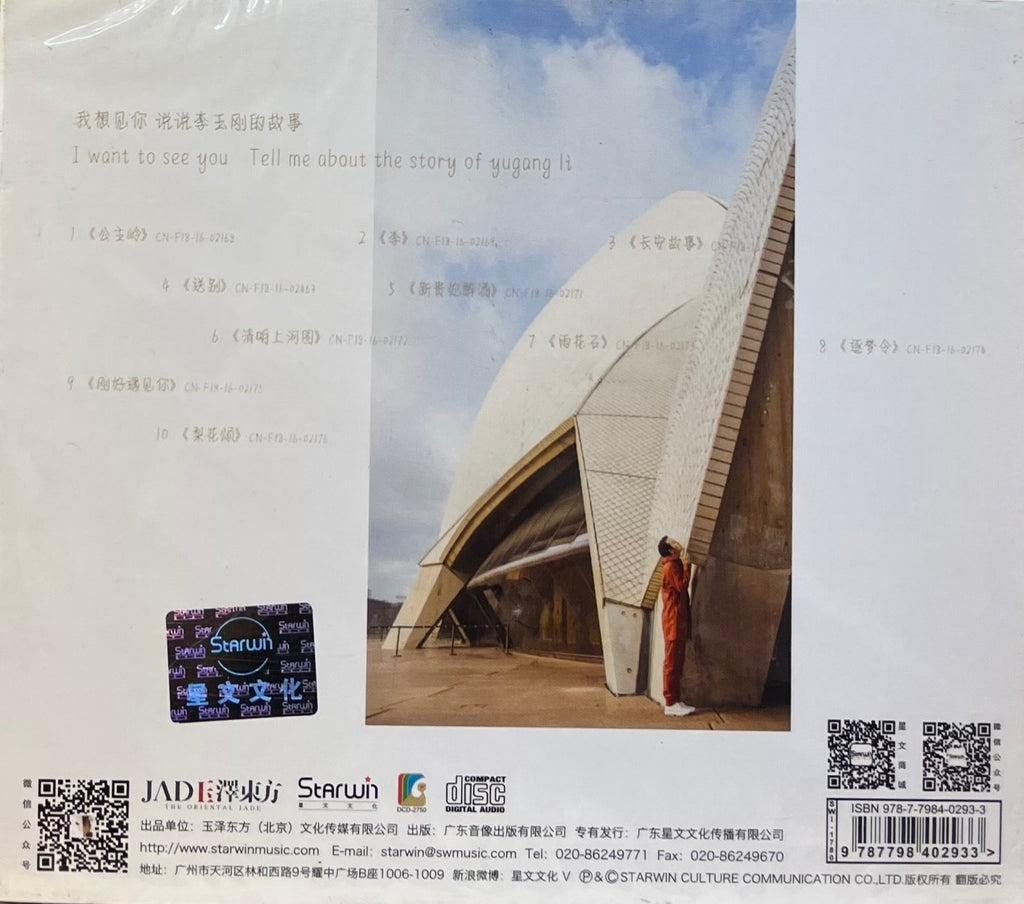 我想见你 说说李玉刚的故事
I want to see you Tell me about the story of yugang li
1 《公主岭》 CN-F18-16-02168
2 《李》 CN-F18-16-02169
3 《长安故事》
4 《送别》
5 《新贵妃醉酒》 CN-F18-16-02171
6 《清明上河图》 CN-F18-16-02172
7 《雨花石》
8 《逐梦令》 CN-F18-16-02174
9 《刚好遇见你》 CN-F18-16-02175
10 《梨花颂》 CN-F18-16-02176
Starwin
星文文化
星文商城
微信公众号
微信公众号
JADE玉澤東方
THE ORIENTAL JADE
Starwin
星文文化
DCD-2750
COMPACT
disc
DIGITAL AUDIO
出品单位：玉泽东方（北京）文化传媒有限公司 出版：广东音像出版有限公司 专有发行：广东星文文化传播有限公司
http://www.starwinmusic.com E-mail：starwin@swmusic.com Tel：020-86249771 Fax：020-86249670
地址：广州市天河区林和西路9号耀中广场B座1006-1009 新浪微博：星文文化 V Ⓟ&©STARWIN CULTURE COMMUNICATION CO.,LTD.版权所有 翻版必究
SWI-1780
ISBN 978-7-7984-0293-3
9 787798 402933 >